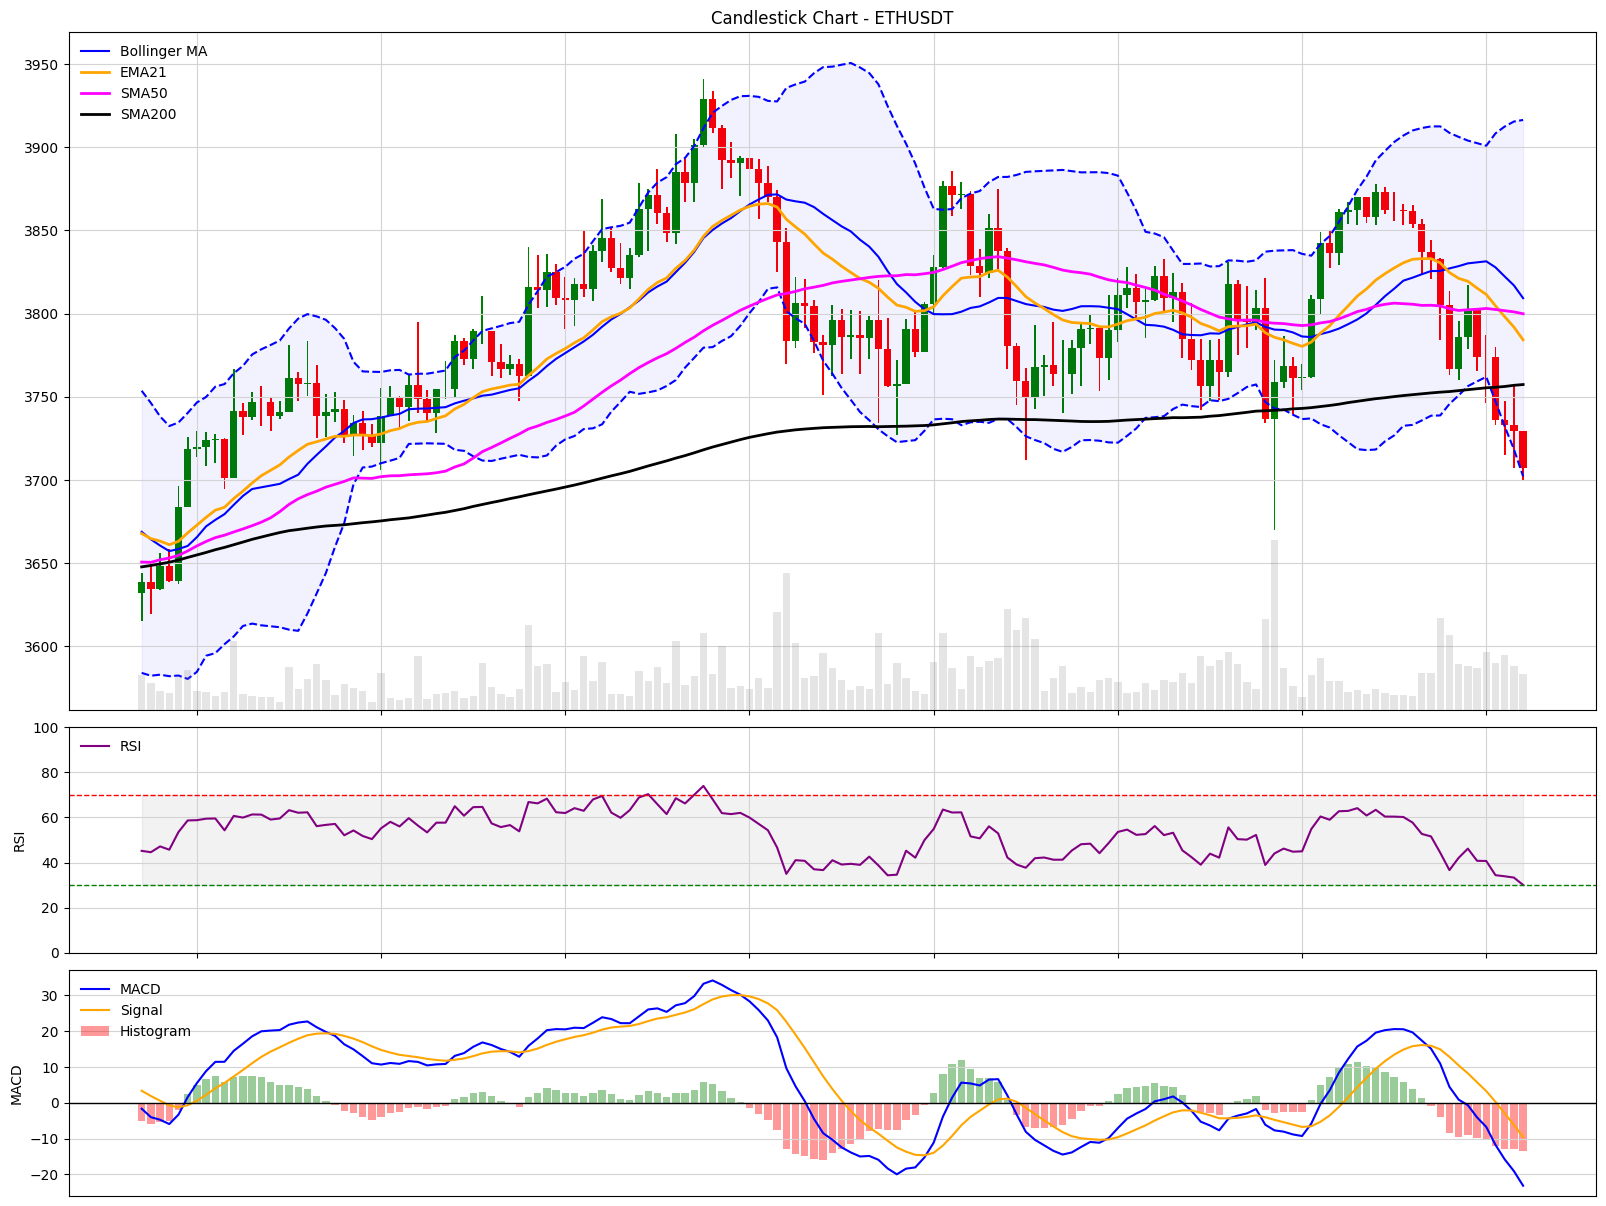 Candlestick Chart - ETHUSDT
Bollinger MA
EMA21
SMA50
SMA200
3950
3900
3850
3800
3750
3700
3650
3600
RSI
RSI
100
80
60
40
20
0
MACD
Signal
Histogram
MACD
30
20
10
0
−10
−20